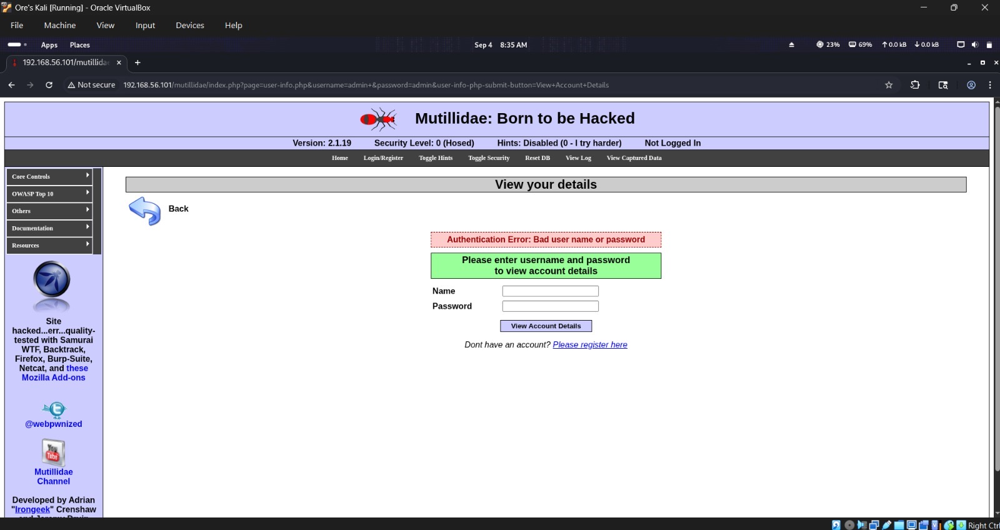 Ore's Kali [Running] - Oracle VirtualBox
File Machine View Input Devices Help
Apps Places Sep 4 8:35 AM 23% 69% 0.0 kB 0.0 kB
192.168.56.101/mutillidae
Not secure 192.168.56.101/mutillidae/index.php?page=user-info.php&username=admin+&password=admin&user-info-php-submit-button=View+Account+Details
Mutillidae: Born to be Hacked
Version: 2.1.19 Security Level: 0 (Hosed) Hints: Disabled (0 - I try harder) Not Logged In
Home Login/Register Toggle Hints Toggle Security Reset DB View Log View Captured Data
Core Controls
OWASP Top 10
Others
Documentation
Resources
Site
hacked...err...quality-
tested with Samurai
WTF, Backtrack,
Firefox, Burp-Suite,
Netcat, and these
Mozilla Add-ons
@webpwnized
You
Tube
Mutillidae
Channel
Developed by Adrian
"Irongeek" Crenshaw
View your details
Back
Authentication Error: Bad user name or password
Please enter username and password
to view account details
Name
Password
View Account Details
Dont have an account? Please register here
Right Ctrl